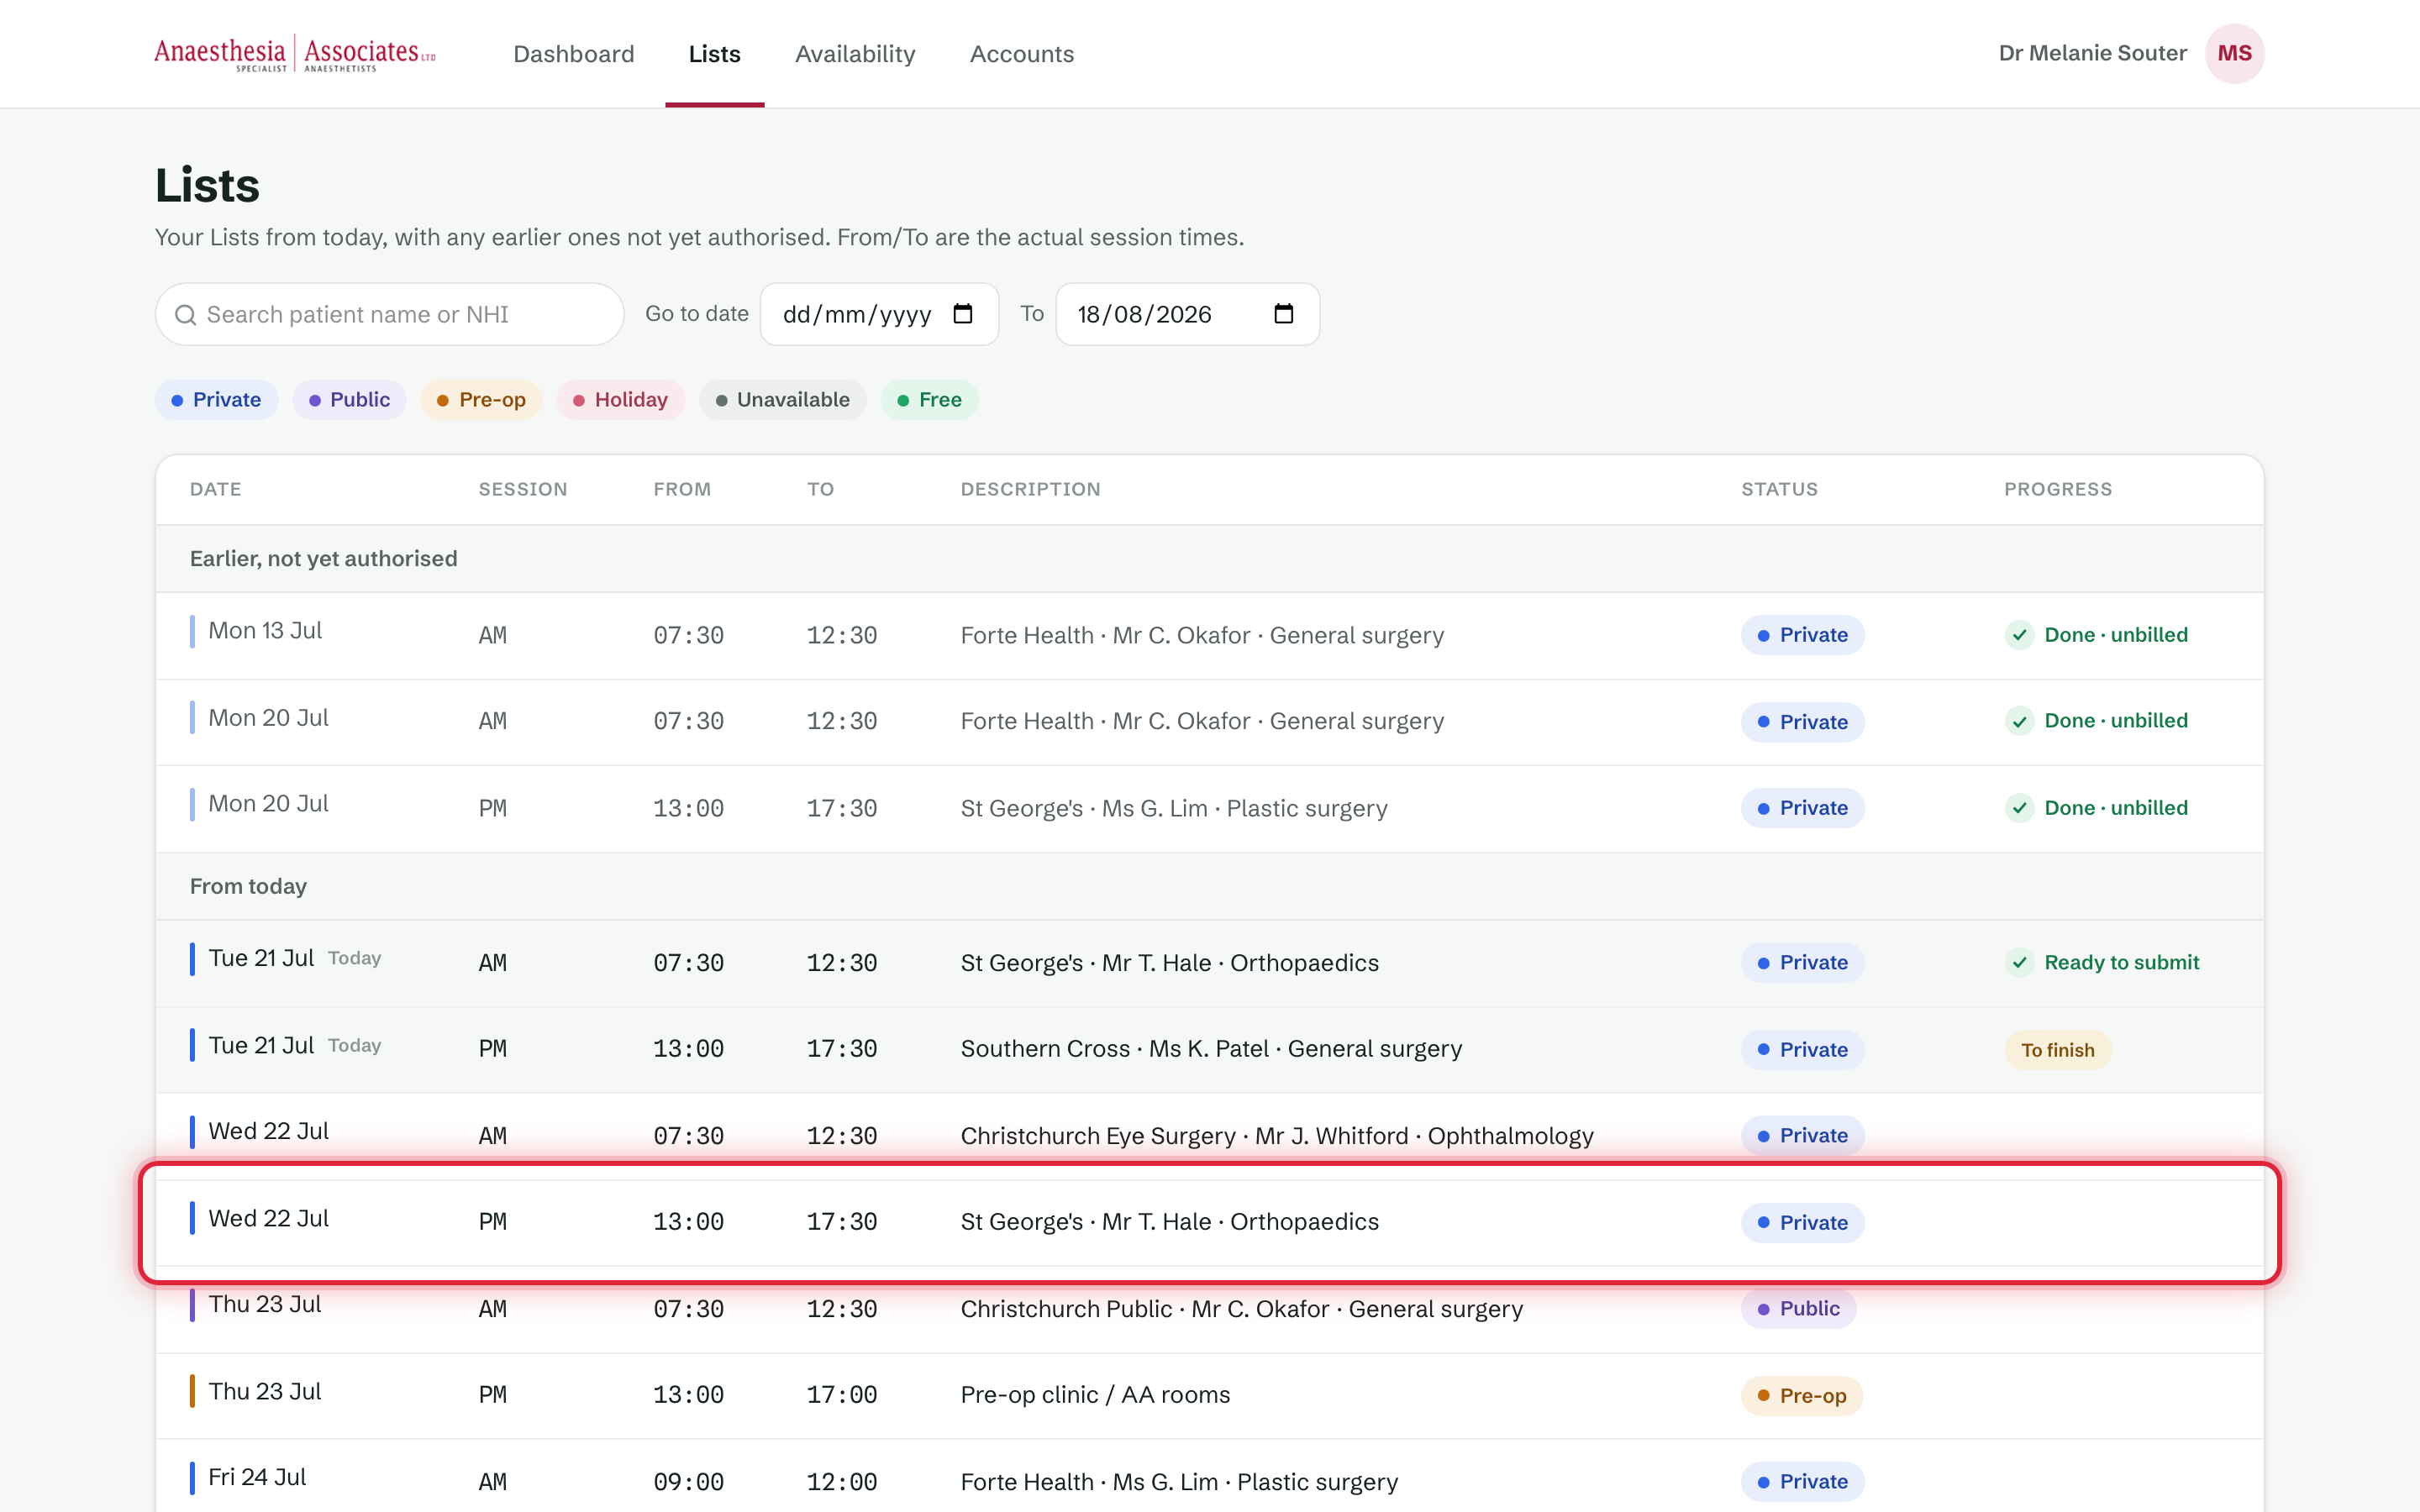 Anaesthesia | Associates LTD
SPECIALIST ANAESTHETISTS
Dashboard Lists Availability Accounts
Dr Melanie Souter MS
Lists
Your Lists from today, with any earlier ones not yet authorised. From/To are the actual session times.
Search patient name or NHI Go to date dd/mm/yyyy To 18/08/2026
Private Public Pre-op Holiday Unavailable Free
DATE SESSION FROM TO DESCRIPTION STATUS PROGRESS
Earlier, not yet authorised
Mon 13 Jul AM 07:30 12:30 Forte Health · Mr C. Okafor · General surgery Private Done · unbilled
Mon 20 Jul AM 07:30 12:30 Forte Health · Mr C. Okafor · General surgery Private Done · unbilled
Mon 20 Jul PM 13:00 17:30 St George's · Ms G. Lim · Plastic surgery Private Done · unbilled
From today
Tue 21 Jul Today AM 07:30 12:30 St George's · Mr T. Hale · Orthopaedics Private Ready to submit
Tue 21 Jul Today PM 13:00 17:30 Southern Cross · Ms K. Patel · General surgery Private To finish
Wed 22 Jul AM 07:30 12:30 Christchurch Eye Surgery · Mr J. Whitford · Ophthalmology Private
Wed 22 Jul PM 13:00 17:30 St George's · Mr T. Hale · Orthopaedics Private
Thu 23 Jul AM 07:30 12:30 Christchurch Public · Mr C. Okafor · General surgery Public
Thu 23 Jul PM 13:00 17:00 Pre-op clinic / AA rooms Pre-op
Fri 24 Jul AM 09:00 12:00 Forte Health · Ms G. Lim · Plastic surgery Private